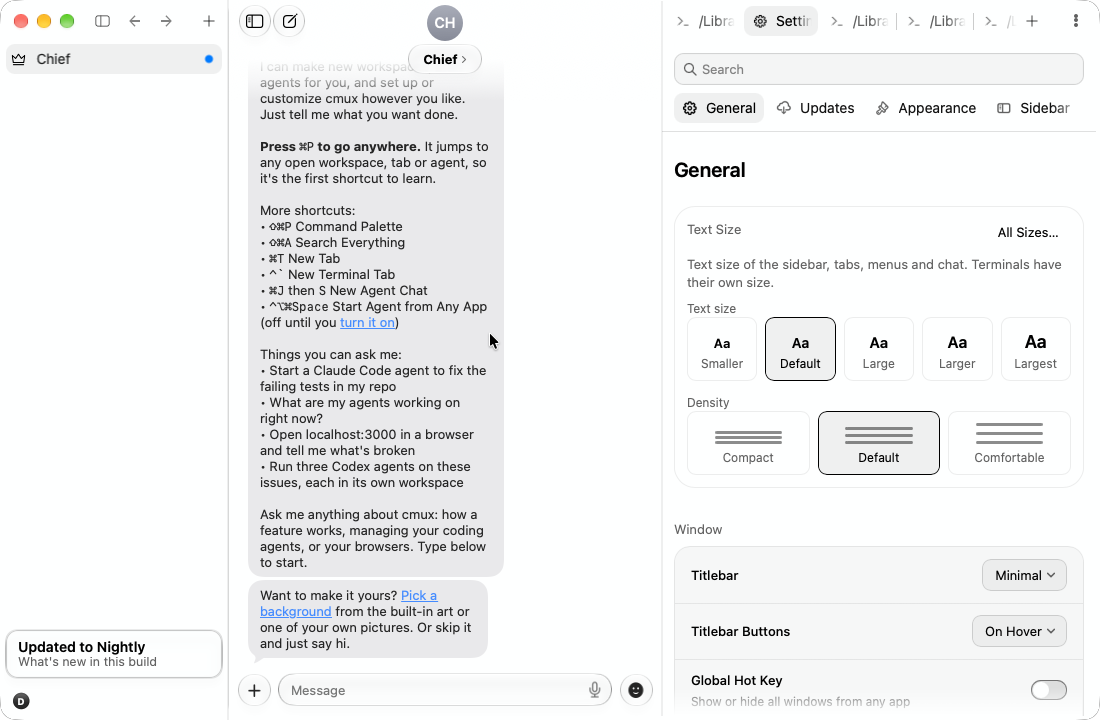 Chief
Updated to Nightly
What's new in this build
D
CH
Chief
I can make new
agents for you, and set up or
customize cmux however you like.
Just tell me what you want done.
Press ⌘P to go anywhere. It jumps to
any open workspace, tab or agent, so
it's the first shortcut to learn.
More shortcuts:
• ⇧⌘P Command Palette
• ⇧⌘A Search Everything
• ⌘T New Tab
• ^` New Terminal Tab
• ⌘J then S New Agent Chat
• ^⌥⌘Space Start Agent from Any App
(off until you turn it on)
Things you can ask me:
• Start a Claude Code agent to fix the
failing tests in my repo
• What are my agents working on
right now?
• Open localhost:3000 in a browser
and tell me what's broken
• Run three Codex agents on these
issues, each in its own workspace
Ask me anything about cmux: how a
feature works, managing your coding
agents, or your browsers. Type below
to start.
Want to make it yours? Pick a
background from the built-in art or
one of your own pictures. Or skip it
and just say hi.
Message
/Libra
Settin
/Libra
/Libra
Search
General
Updates
Appearance
Sidebar
General
Text Size
All Sizes...
Text size of the sidebar, tabs, menus and chat. Terminals have
their own size.
Text size
Aa Aa Aa Aa Aa
Smaller Default Large Larger Largest
Density
Compact Default Comfortable
Window
Titlebar
Minimal
Titlebar Buttons
On Hover
Global Hot Key
Show or hide all windows from any app